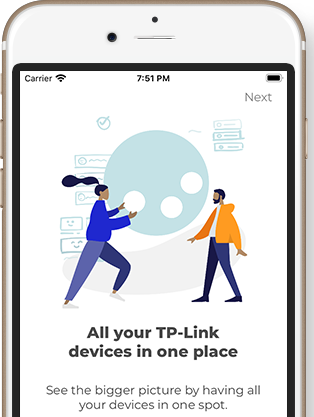 Carrier 7:51 PM
Next
All your TP-Link
devices in one place
See the bigger picture by having all
your devices in one spot.